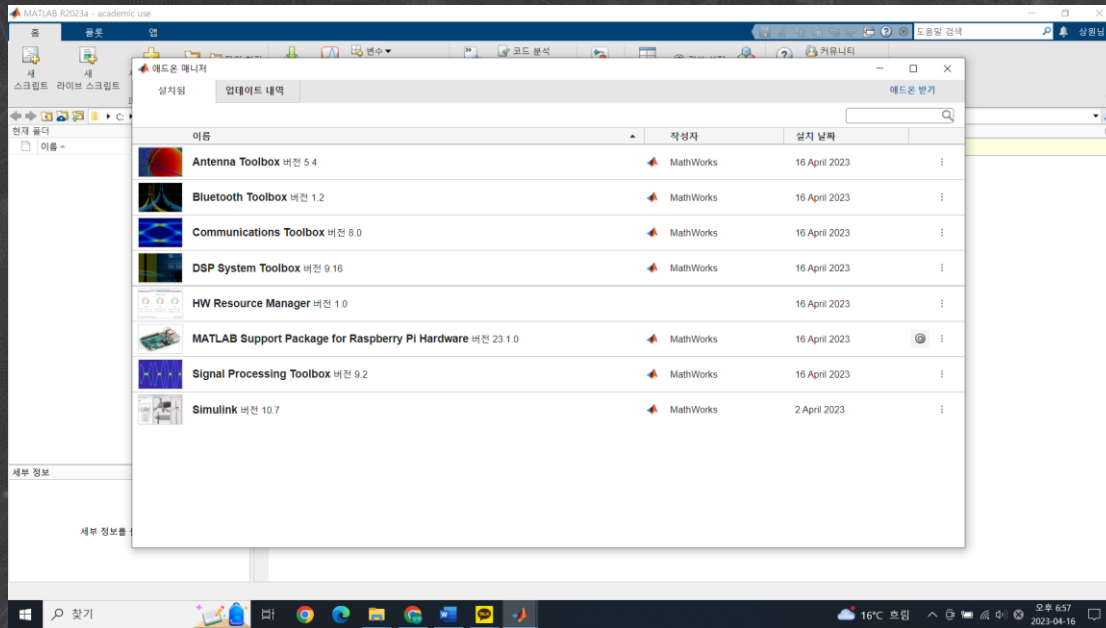 MATLAB R2023a - academic use
홈 플롯 앱
도움말 검색
상원님
새
스크립트
새
라이브 스크립트
변수
코드 분석
커뮤니티
C:
현재 폴더
이름
세부 정보
세부 정보를
애드온 매니저
설치됨 업데이트 내역 애드온 받기
이름 작성자 설치 날짜
Antenna Toolbox 버전 5.4 MathWorks 16 April 2023
Bluetooth Toolbox 버전 1.2 MathWorks 16 April 2023
Communications Toolbox 버전 8.0 MathWorks 16 April 2023
DSP System Toolbox 버전 9.16 MathWorks 16 April 2023
HW Resource Manager 버전 1.0 16 April 2023
MATLAB Support Package for Raspberry Pi Hardware 버전 23.1.0 MathWorks 16 April 2023
Signal Processing Toolbox 버전 9.2 MathWorks 16 April 2023
Simulink 버전 10.7 MathWorks 2 April 2023
찾기
TALK
16°C 흐림
오후 6:57
2023-04-16